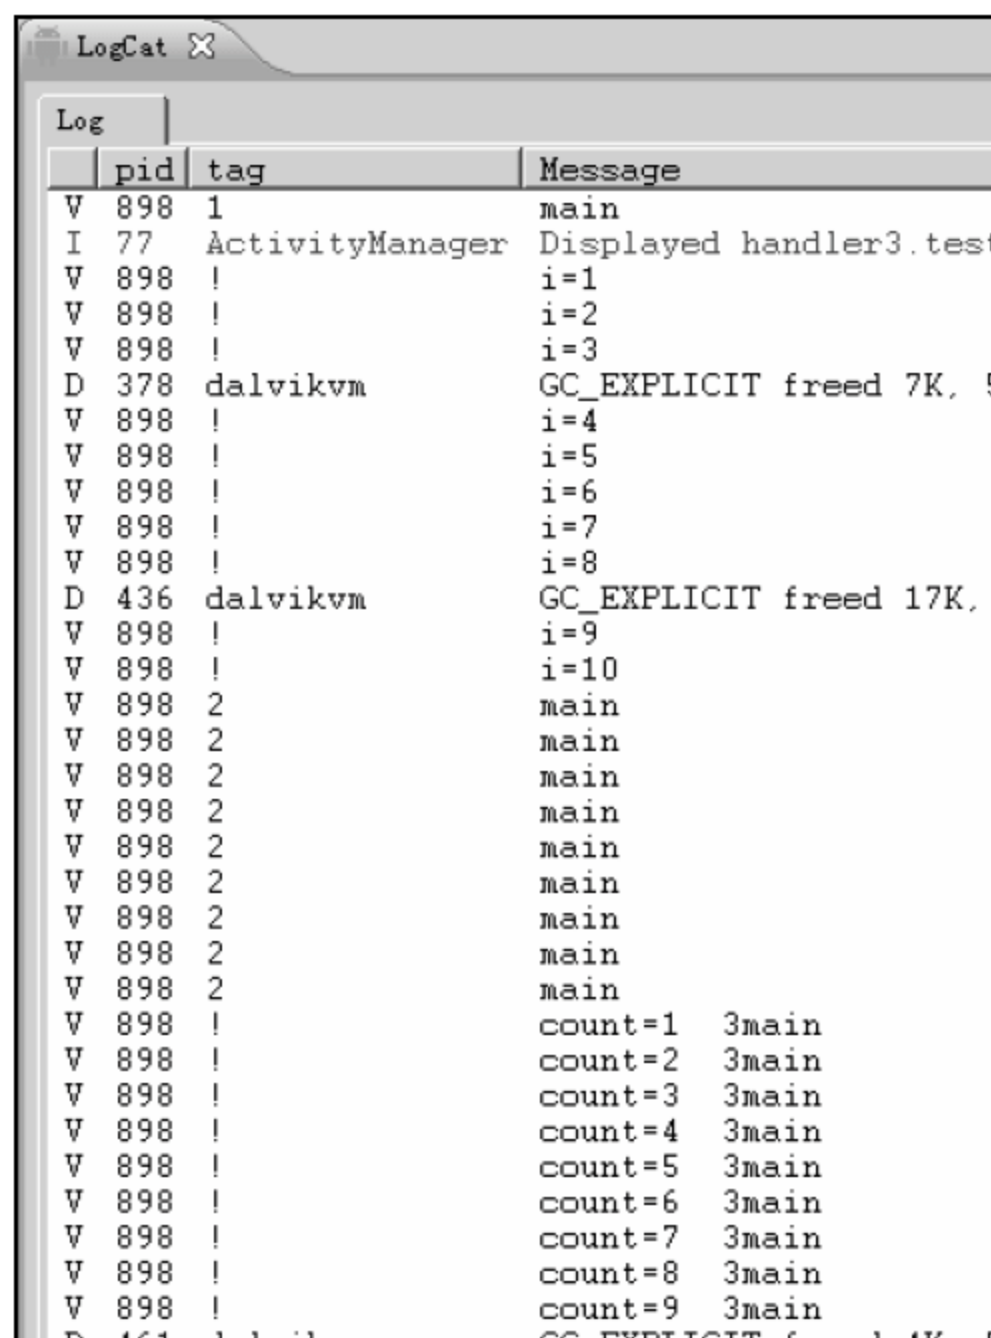 LogCat
Log
pid tag Message
V 898 1 main
I 77 ActivityManager Displayed handler3.test
V 898 ! i=1
V 898 ! i=2
V 898 ! i=3
D 378 dalvikvm GC_EXPLICIT freed 7K,
V 898 ! i=4
V 898 ! i=5
V 898 ! i=6
V 898 ! i=7
V 898 ! i=8
D 436 dalvikvm GC_EXPLICIT freed 17K,
V 898 ! i=9
V 898 ! i=10
V 898 2 main
V 898 2 main
V 898 2 main
V 898 2 main
V 898 2 main
V 898 2 main
V 898 2 main
V 898 2 main
V 898 2 main
V 898 ! count=1 3main
V 898 ! count=2 3main
V 898 ! count=3 3main
V 898 ! count=4 3main
V 898 ! count=5 3main
V 898 ! count=6 3main
V 898 ! count=7 3main
V 898 ! count=8 3main
V 898 ! count=9 3main